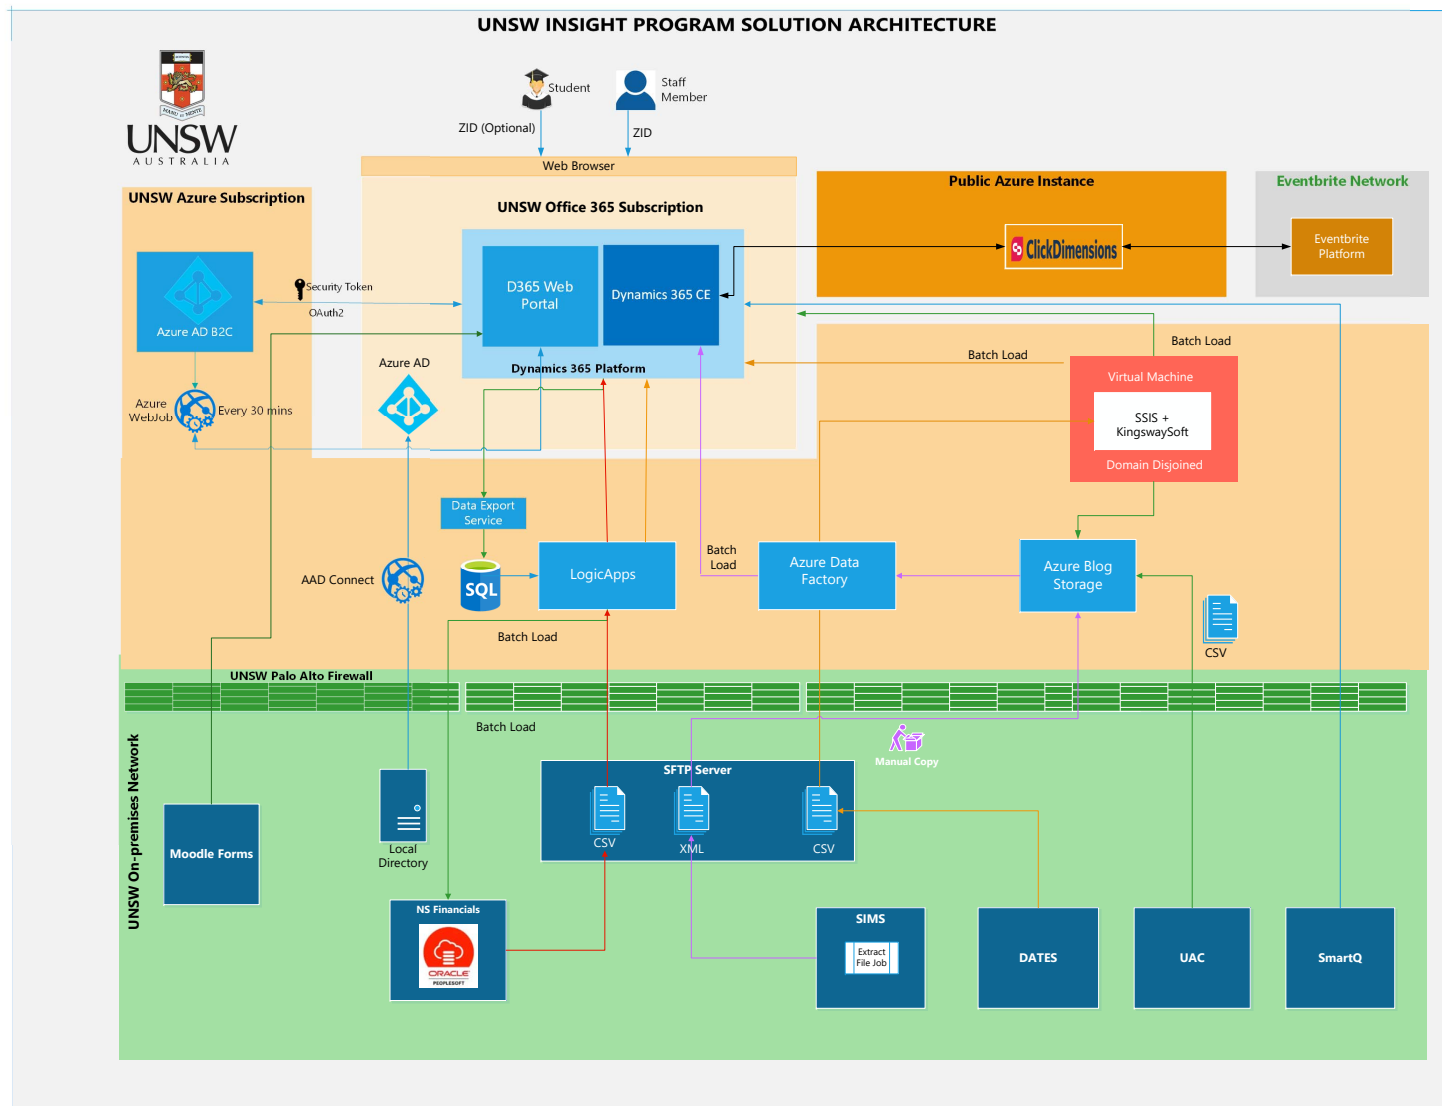 UNSW INSIGHT PROGRAM SOLUTION ARCHITECTURE
MANU ET MENTE
UNSW
AUSTRALIA
Student
Staff
Member
ZID (Optional)
ZID
Web Browser
UNSW Azure Subscription
UNSW Office 365 Subscription
Public Azure Instance
Eventbrite Network
ClickDimensions
Eventbrite
Platform
D365 Web
Portal
Dynamics 365 CE
Security Token
OAuth2
Azure AD B2C
Dynamics 365 Platform
Azure AD
Batch Load
Batch Load
Virtual Machine
SSIS +
KingswaySoft
Domain Disjoined
Azure
WebJob
Every 30 mins
Data Export
Service
SQL
LogicApps
Batch
Load
Azure Data
Factory
Azure Blog
Storage
AAD Connect
Batch Load
CSV
UNSW Palo Alto Firewall
Batch Load
Manual Copy
UNSW On-premises Network
SFTP Server
CSV
XML
CSV
Moodle Forms
Local
Directory
NS Financials
ORACLE
PEOPLESOFT
SIMS
Extract
File Job
DATES
UAC
SmartQ